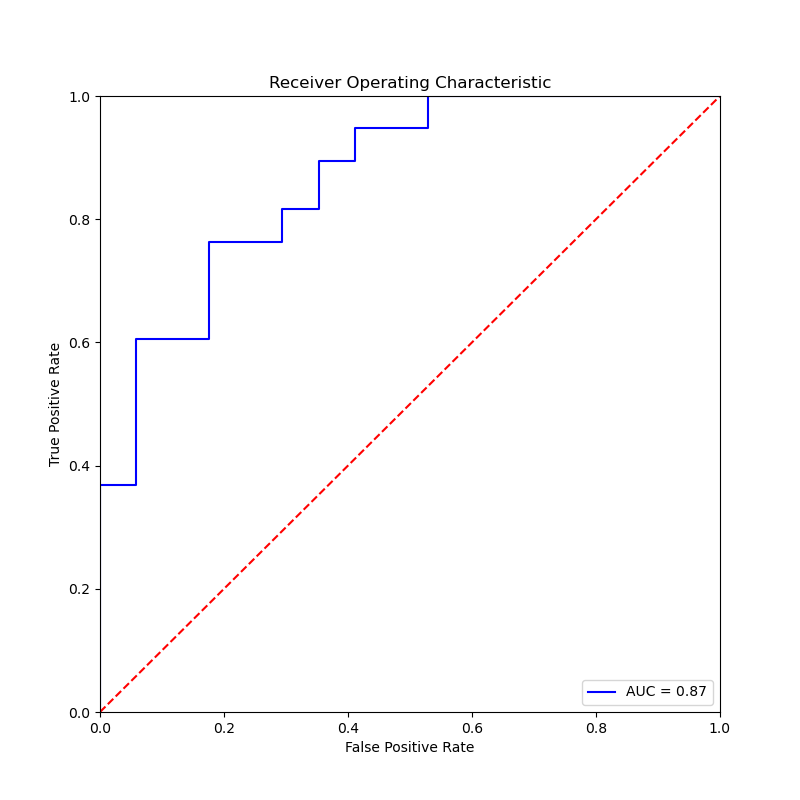 Receiver Operating Characteristic
1.0
0.8
0.6
0.4
0.2
0.0
True Positive Rate
AUC = 0.87
0.0 0.2 0.4 0.6 0.8 1.0
False Positive Rate